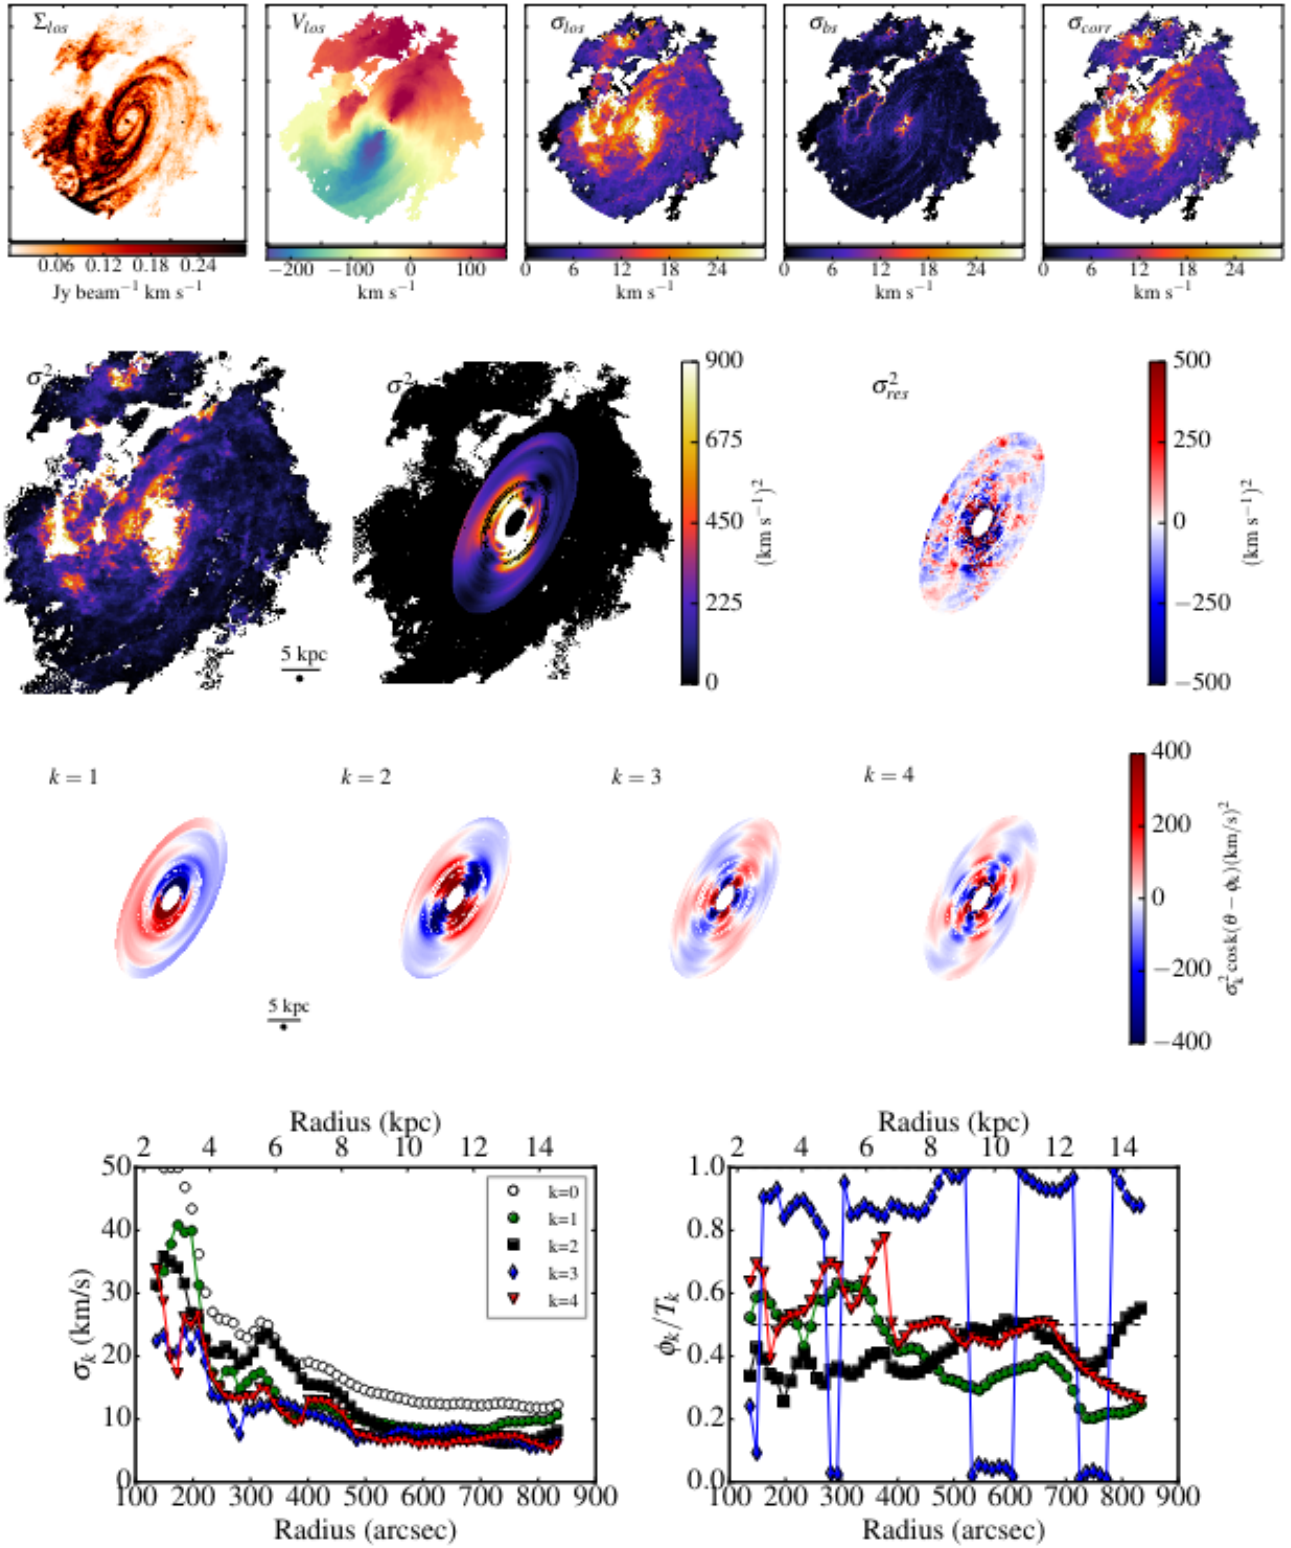 Σlos
Vlos
σlos
σbs
σcorr
0.06 0.12 0.18 0.24
Jy beam⁻¹ km s⁻¹
−200 −100 0 100
km s⁻¹
0 6 12 18 24
km s⁻¹
0 6 12 18 24
km s⁻¹
0 6 12 18 24
km s⁻¹
σ²
5 kpc
σ²
900
675
450
225
0
(km s⁻¹)²
σ²res
500
250
0
−250
−500
(km s⁻¹)²
k = 1
k = 2
k = 3
k = 4
5 kpc
400
200
0
−200
−400
σ²k cosk(θ − ϕk)(km/s)²
Radius (kpc)
2 4 6 8 10 12 14
50
40
30
20
10
0
σk (km/s)
k=0
k=1
k=2
k=3
k=4
100 200 300 400 500 600 700 800 900
Radius (arcsec)
Radius (kpc)
2 4 6 8 10 12 14
1.0
0.8
0.6
0.4
0.2
0.0
ϕk/Tk
100 200 300 400 500 600 700 800 900
Radius (arcsec)